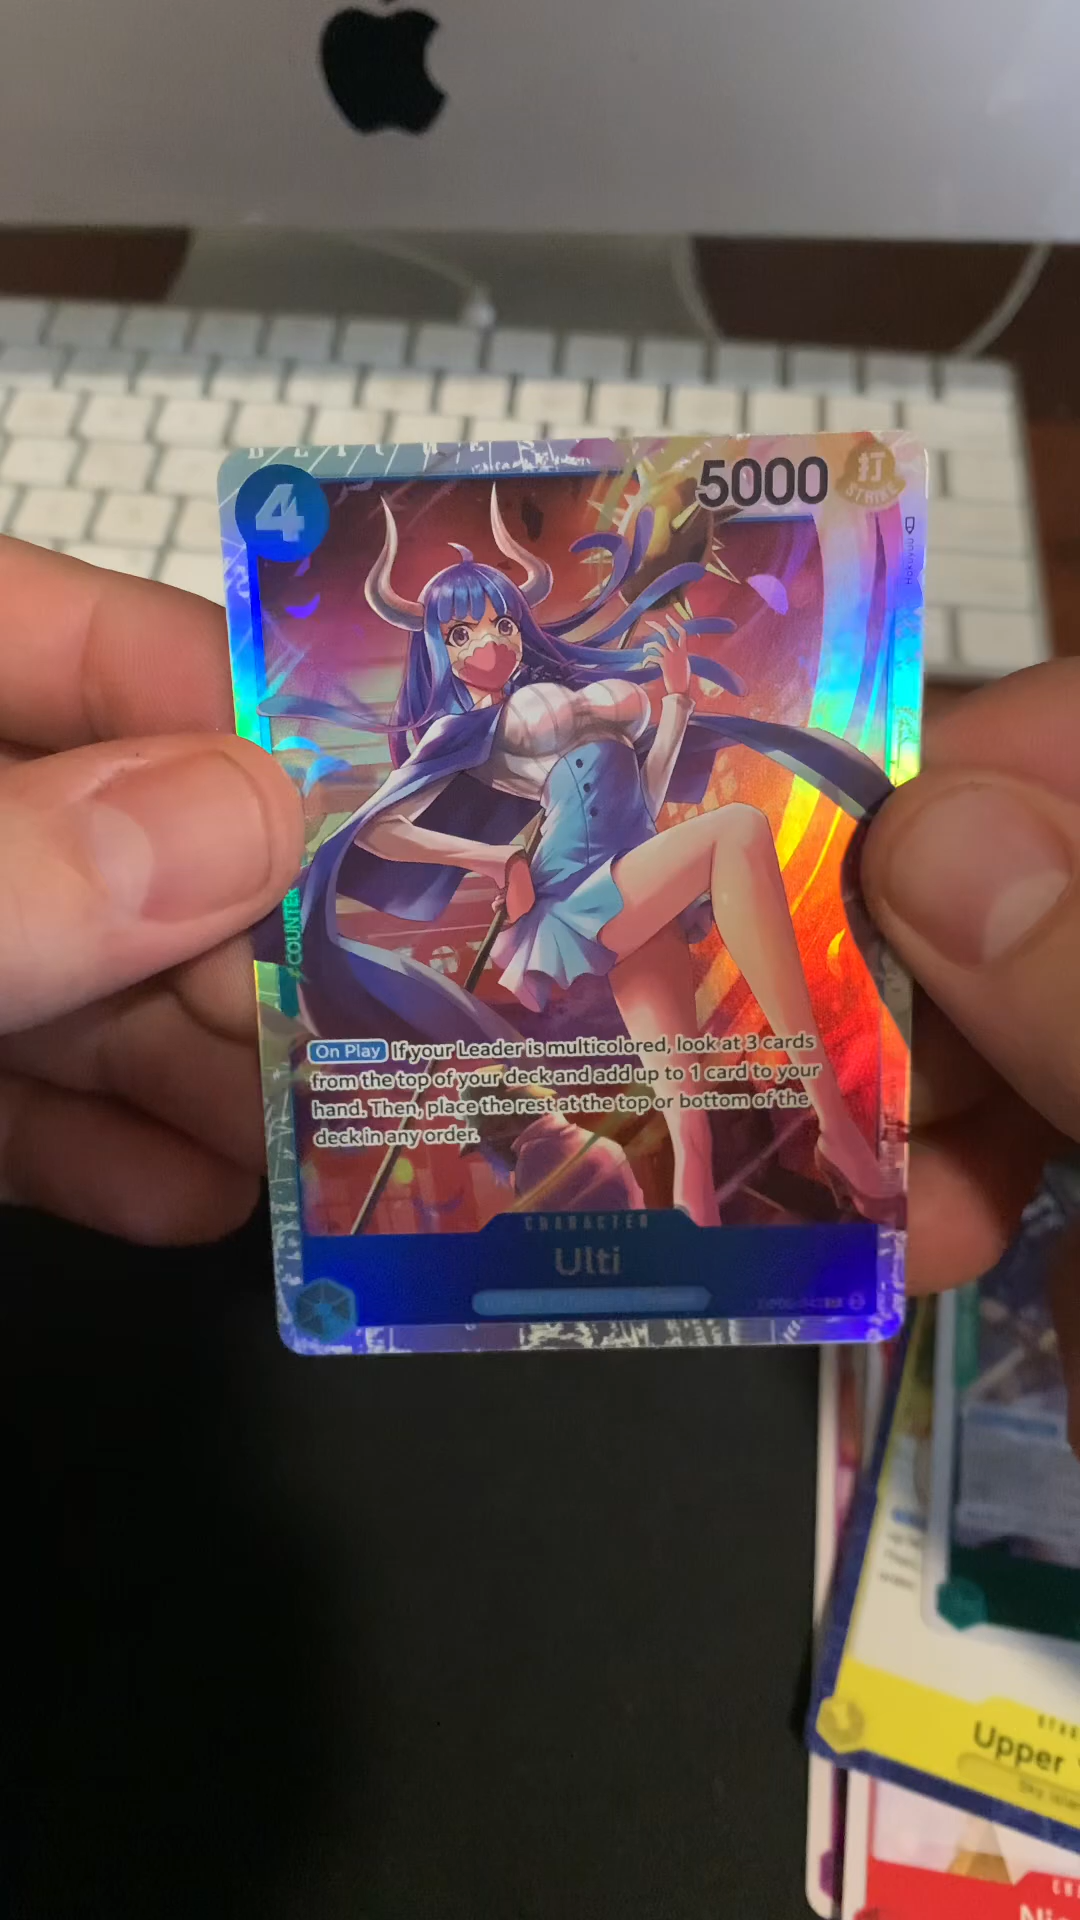 4
5000
打
STRIKE
Hokuyuu
COUNTER
On Play If your Leader is multicolored, look at 3 cards
from the top of your deck and add up to 1 card to your
hand. Then, place the rest at the top or bottom of the
deck in any order.
CHARACTER
Ulti
Upper